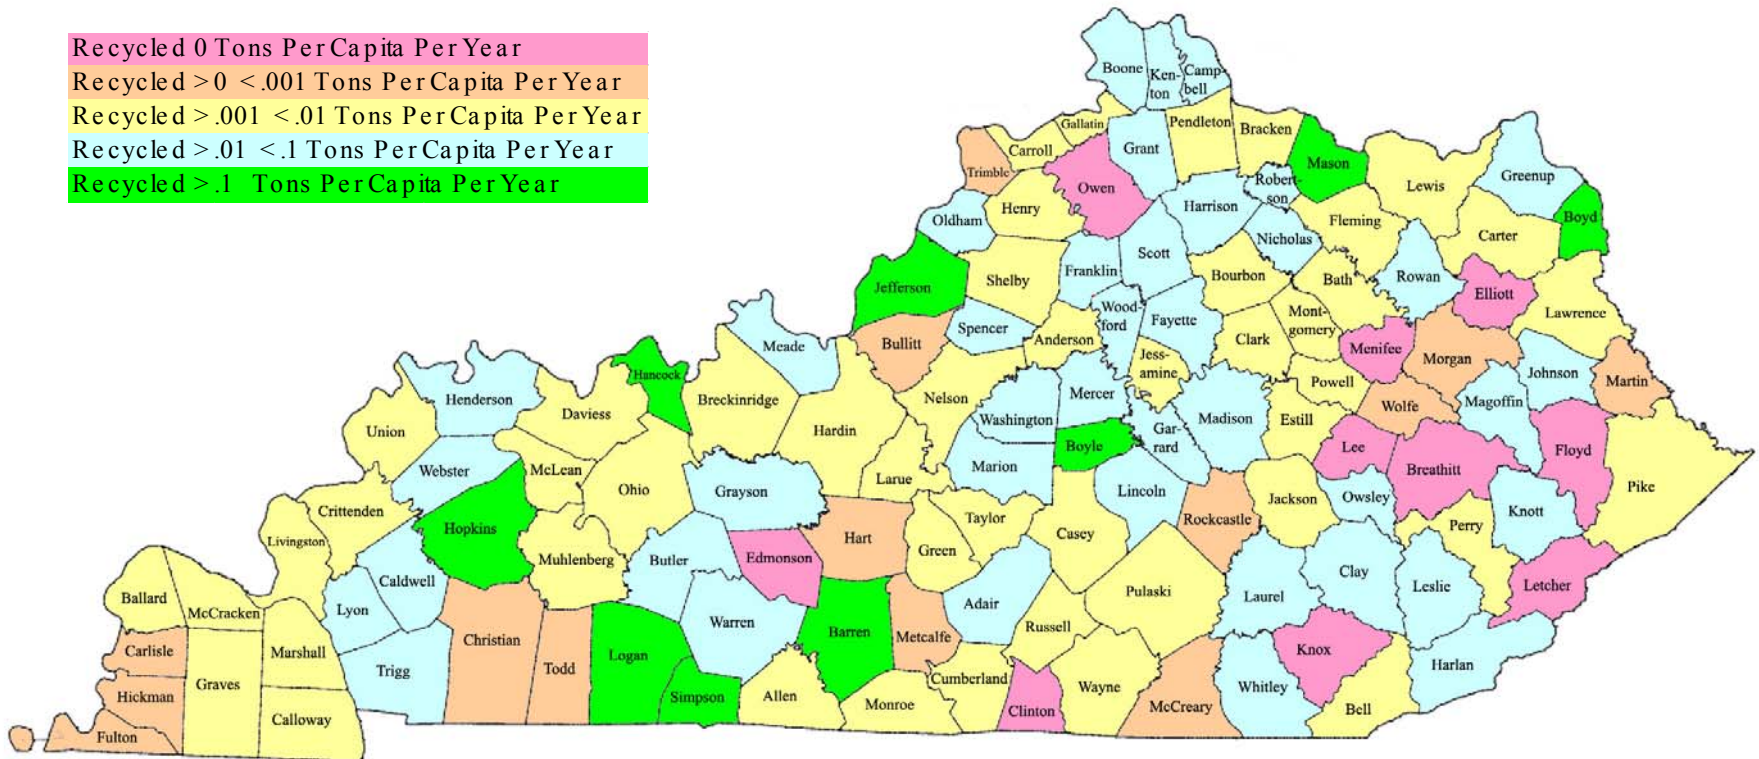 Recycled 0 Tons Per Capita Per Year
Recycled >0 <.001 Tons Per Capita Per Year
Recycled >.001 <.01 Tons Per Capita Per Year
Recycled >.01 <.1 Tons Per Capita Per Year
Recycled >.1 Tons Per Capita Per Year
Boone
Ken-
ton
Camp-
bell
Gallatin
Pendleton
Bracken
Carroll
Grant
Mason
Trimble
Owen
Robert-
son
Lewis
Greenup
Henry
Harrison
Oldham
Fleming
Boyd
Nicholas
Carter
Scott
Franklin
Shelby
Bourbon
Bath
Rowan
Jefferson
Elliott
Wood-
ford
Fayette
Mont-
gomery
Lawrence
Spencer
Anderson
Clark
Bullitt
Meade
Menifee
Morgan
Jess-
amine
Johnson
Martin
Hancock
Powell
Mercer
Magoffin
Wolfe
Henderson
Breckinridge
Nelson
Daviess
Washington
Madison
Estill
Union
Hardin
Gar-
rard
Boyle
Lee
Floyd
Breathitt
Webster
McLean
Marion
Larue
Ohio
Grayson
Lincoln
Jackson
Owsley
Pike
Crittenden
Taylor
Rockcastle
Perry
Knott
Hopkins
Livingston
Hart
Casey
Green
Muhlenberg
Butler
Edmonson
Clay
Caldwell
Leslie
Letcher
Ballard
McCracken
Lyon
Adair
Pulaski
Laurel
Warren
Barren
Metcalfe
Russell
Christian
Carlisle
Marshall
Logan
Knox
Todd
Trigg
Harlan
Graves
Cumberland
Wayne
Whitley
Hickman
Simpson
Allen
Monroe
Clinton
McCreary
Bell
Calloway
Fulton